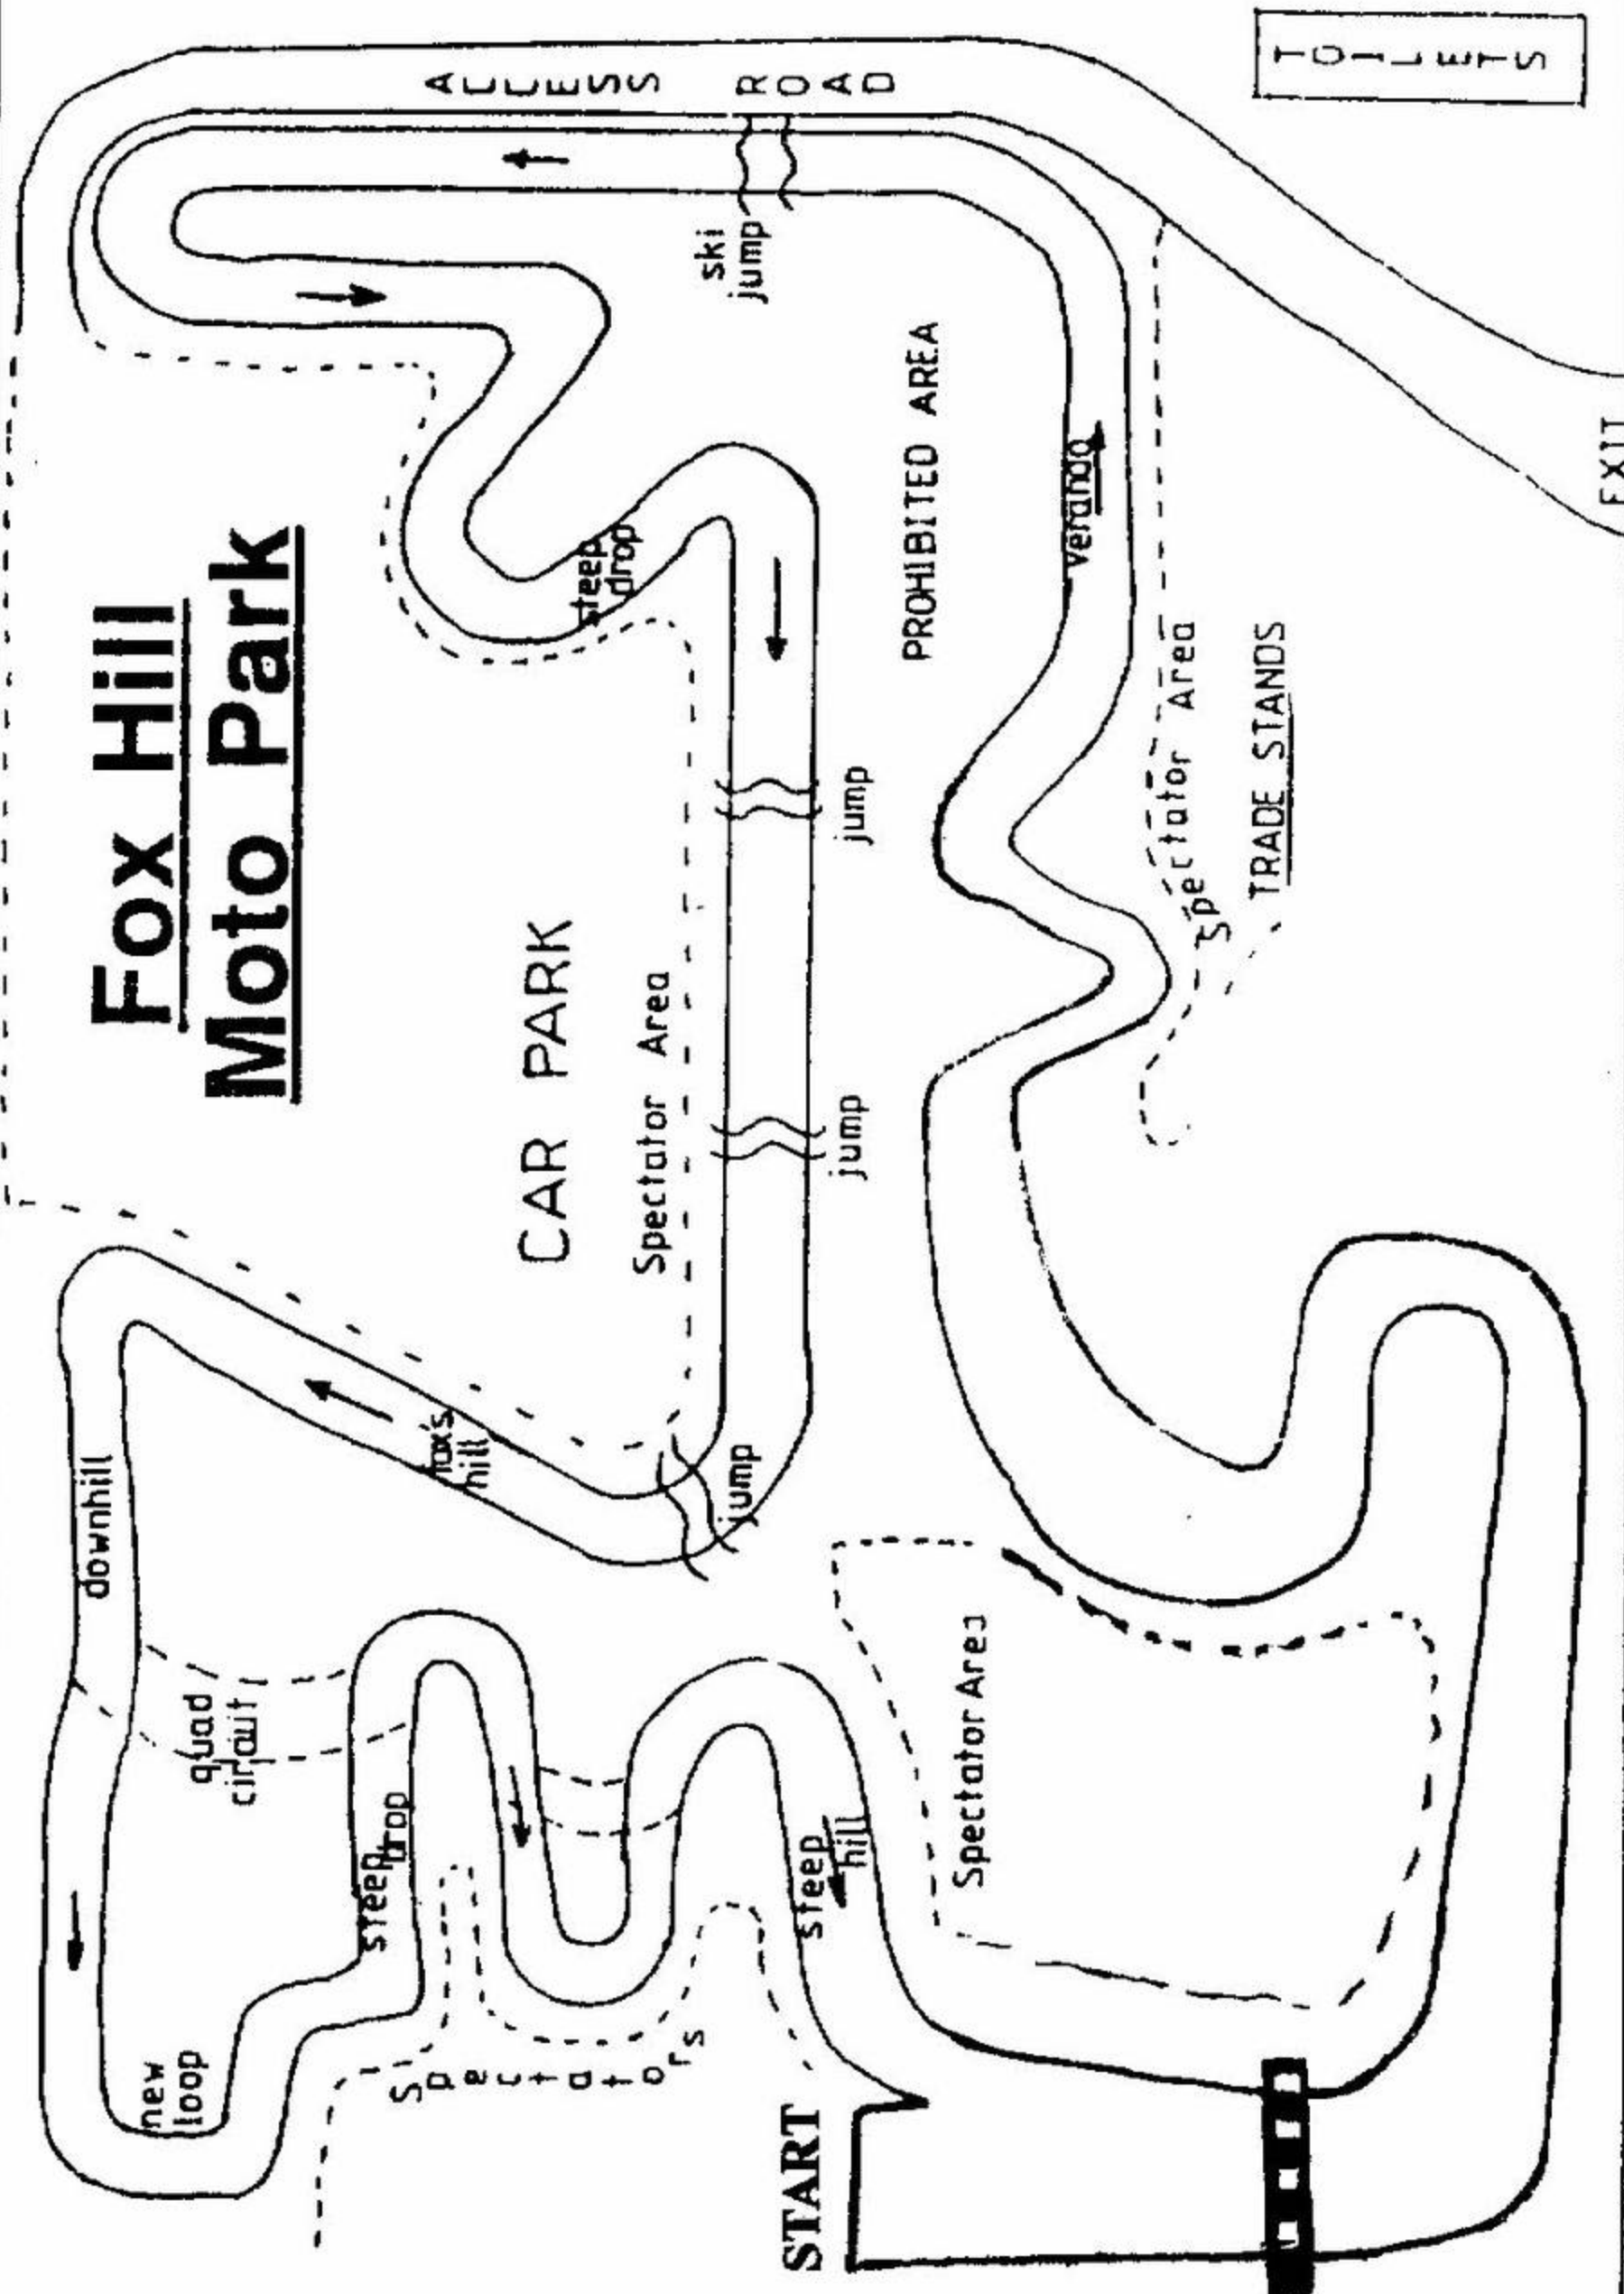 Fox Hill
Moto Park
TOILETS
ACCESS ROAD
ski
jump
PROHIBITED AREA
Verando
EXIT
steep
drop
Spectator Area
TRADE STANDS
jump
CAR PARK
Spectator Area
jump
jump
fox's
hill
downhill
quad
circuit
steep
drop
new
loop
Spectators
steep
hill
Spectator Area
START